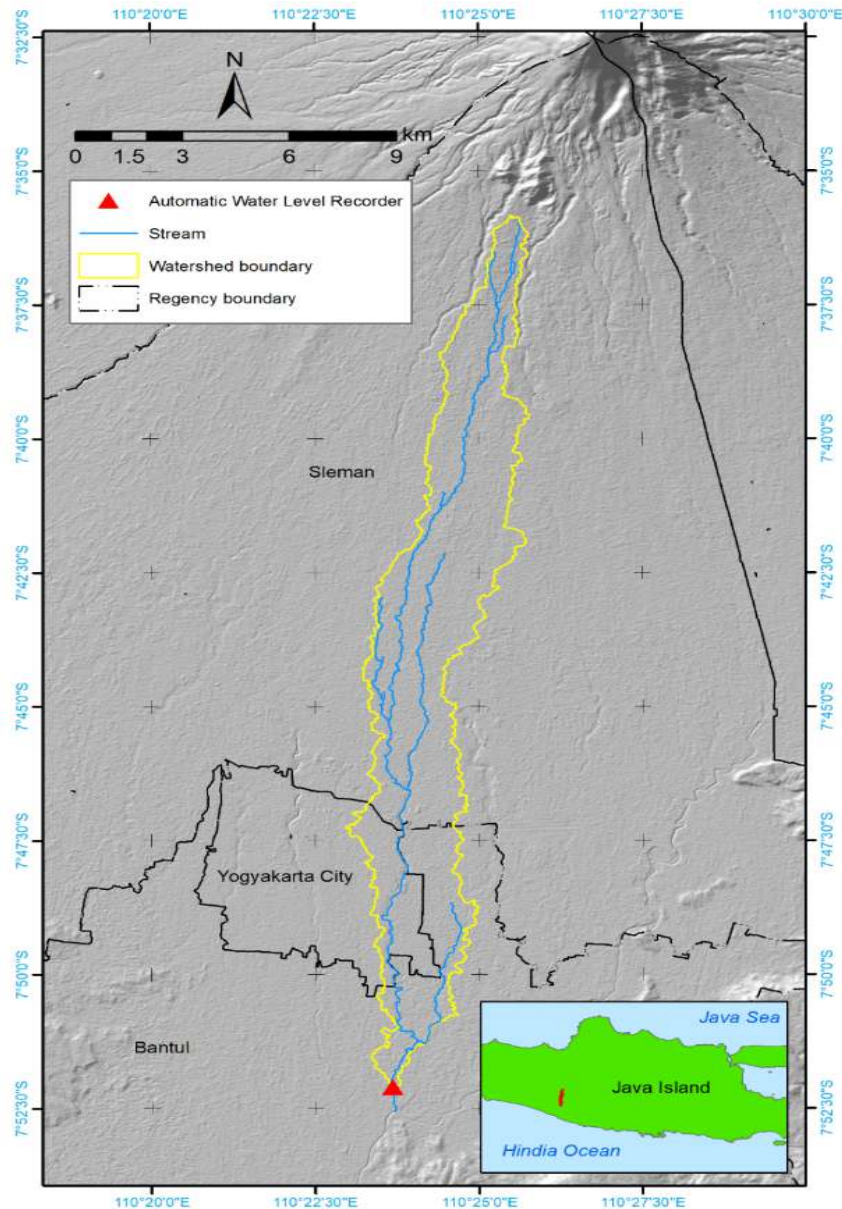 110°20'0"E 110°22'30"E 110°25'0"E 110°27'30"E 110°30'0"E
7°32'30"S 7°32'30"S
N
km
0 1.5 3 6 9
7°35'0"S 7°35'0"S
Automatic Water Level Recorder
Stream
Watershed boundary
Regency boundary
7°37'30"S 7°37'30"S
7°40'0"S 7°40'0"S
Sleman
7°42'30"S 7°42'30"S
7°45'0"S 7°45'0"S
7°47'30"S 7°47'30"S
Yogyakarta City
7°50'0"S 7°50'0"S
Bantul
Java Sea
Java Island
Hindia Ocean
7°52'30"S 7°52'30"S
110°20'0"E 110°22'30"E 110°25'0"E 110°27'30"E